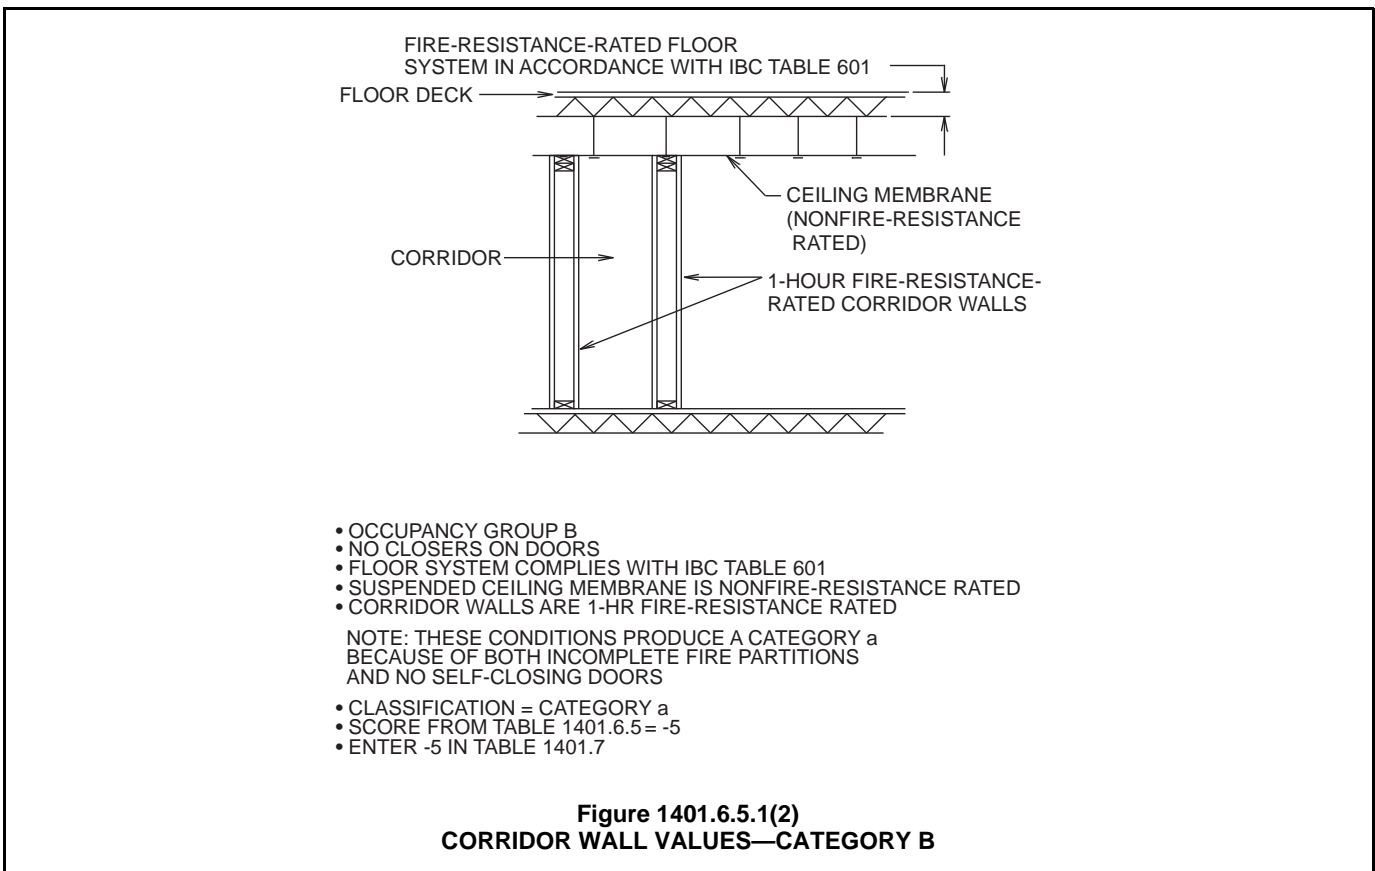 FIRE-RESISTANCE-RATED FLOOR
SYSTEM IN ACCORDANCE WITH IBC TABLE 601
FLOOR DECK
CEILING MEMBRANE
(NONFIRE-RESISTANCE
RATED)
CORRIDOR
1-HOUR FIRE-RESISTANCE-
RATED CORRIDOR WALLS
• OCCUPANCY GROUP B
• NO CLOSERS ON DOORS
• FLOOR SYSTEM COMPLIES WITH IBC TABLE 601
• SUSPENDED CEILING MEMBRANE IS NONFIRE-RESISTANCE RATED
• CORRIDOR WALLS ARE 1-HR FIRE-RESISTANCE RATED
NOTE: THESE CONDITIONS PRODUCE A CATEGORY a
BECAUSE OF BOTH INCOMPLETE FIRE PARTITIONS
AND NO SELF-CLOSING DOORS
• CLASSIFICATION = CATEGORY a
• SCORE FROM TABLE 1401.6.5 = -5
• ENTER -5 IN TABLE 1401.7
Figure 1401.6.5.1(2)
CORRIDOR WALL VALUES—CATEGORY B